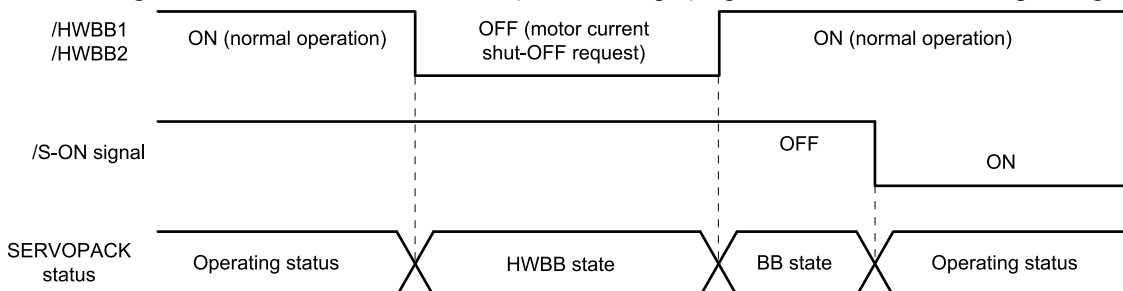 /HWBB1
/HWBB2
ON (normal operation)
OFF (motor current
shut-OFF request)
ON (normal operation)
/S-ON signal
OFF
ON
SERVOPACK
status
Operating status
HWBB state
BB state
Operating status